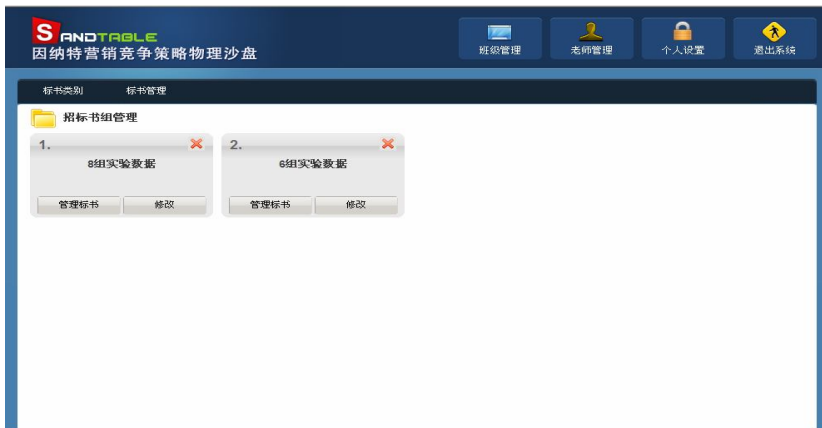 SANDTABLE
因纳特营销竞争策略物理沙盘
班级管理 老师管理 个人设置 退出系统
标书类别 标书管理
招标书组管理
1. 2.
8组实验数据 6组实验数据
管理标书 修改 管理标书 修改